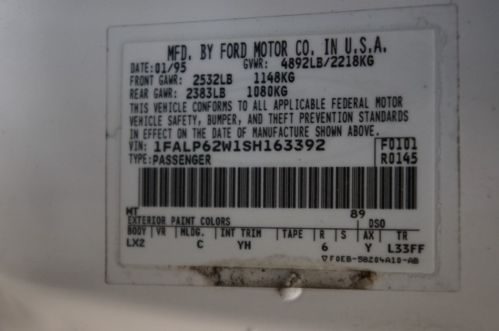 MFD. BY FORD MOTOR CO. IN U.S.A.
DATE: 01/95 GVWR: 4892LB/2218KG
FRONT GAWR: 2532LB 1148KG
REAR GAWR: 2383LB 1080KG
THIS VEHICLE CONFORMS TO ALL APPLICABLE FEDERAL MOTOR
VEHICLE SAFETY, BUMPER, AND THEFT PREVENTION STANDARDS
IN EFFECT ON THE DATE OF MANUFACTURE SHOWN ABOVE.
VIN: 1FALP62W1SH163392 F0101
TYPE: PASSENGER R0145
MT 89
EXTERIOR PAINT COLORS DSO
BODY VR MLDG. INT TRIM TAPE R S AX TR
LX2 C YH 6 Y L33FF
▽F0EB-58204A10-AB